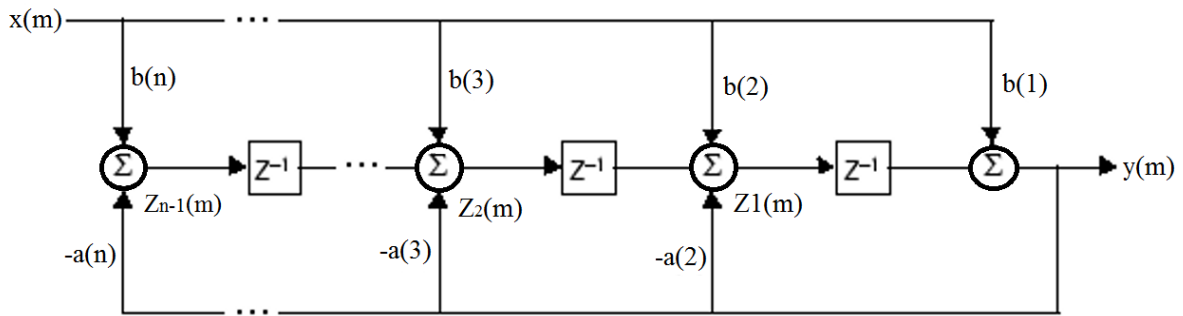 x(m)
...
b(n)
b(3)
b(2)
b(1)
Σ
Z⁻¹
...
Σ
Z⁻¹
Σ
Z⁻¹
Σ
y(m)
Zn-1(m)
Z2(m)
Z1(m)
-a(n)
-a(3)
-a(2)
...